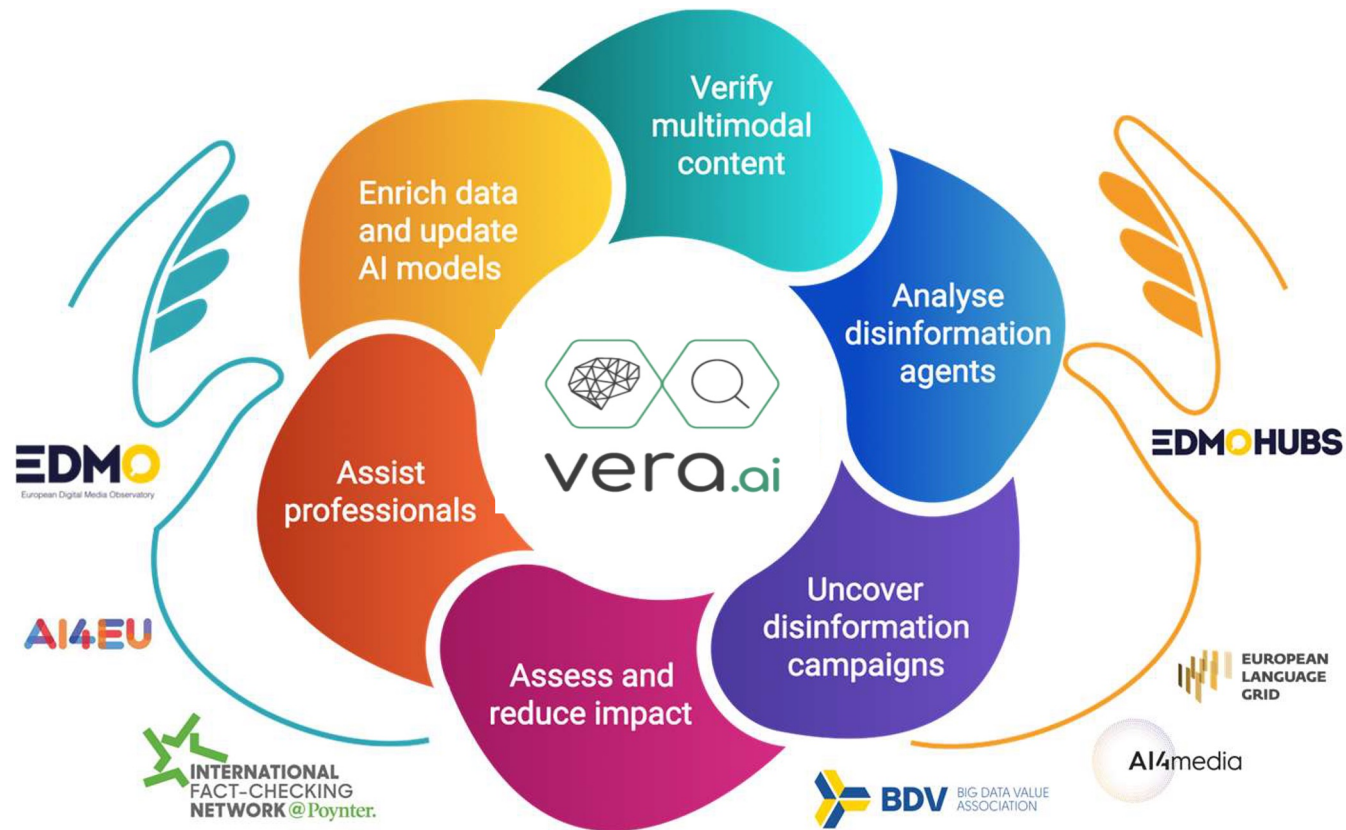 Verify
multimodal
content
Analyse
disinformation
agents
Uncover
disinformation
campaigns
Assess and
reduce impact
Assist
professionals
Enrich data
and update
AI models
vera.ai
EDMO
European Digital Media Observatory
AI4EU
INTERNATIONAL
FACT-CHECKING
NETWORK @Poynter.
BDV BIG DATA VALUE
ASSOCIATION
AI4media
EUROPEAN
LANGUAGE
GRID
EDMOHUBS